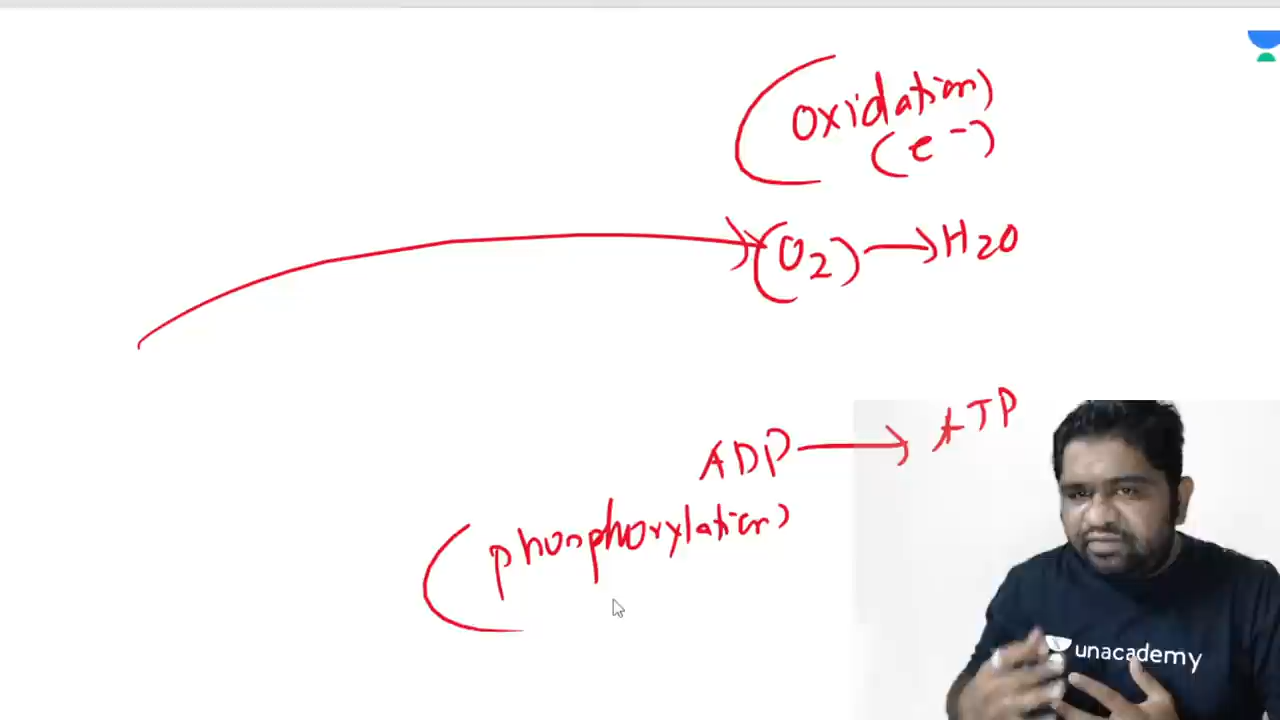 (oxidation)
(e-)
(O2) → H2O
ADP → ATP
(phosphorylation)
unacademy